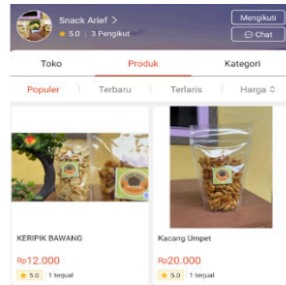 Snack Arief >
5.0 | 3 Pengikut
Mengikuti
Chat
Toko
Produk
Kategori
Populer
Terbaru
Terlaris
Harga
KERIPIK BAWANG
Rp12.000
5.0
1 terjual
Kacang Umpet
Rp20.000
5.0
1 terjual